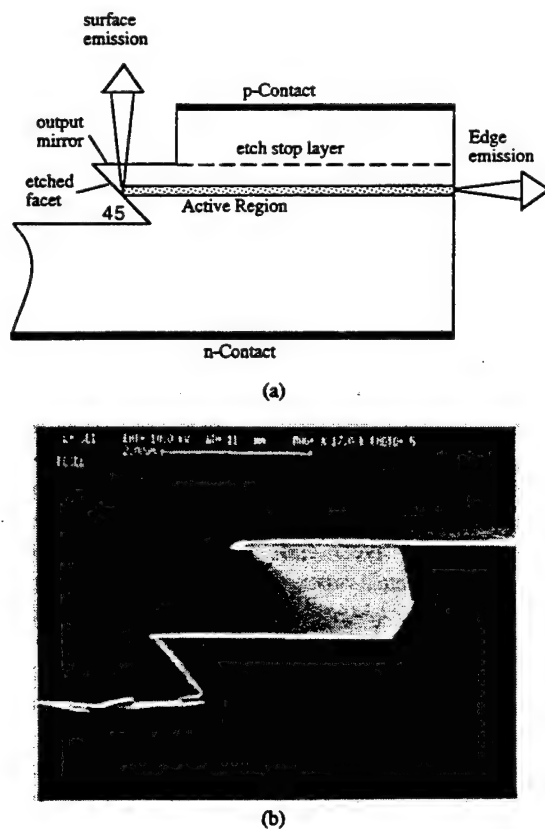 surface
emission
p-Contact
output
mirror
etch stop layer
Edge
emission
etched
facet
45
Active Region
n-Contact
(a)
(b)